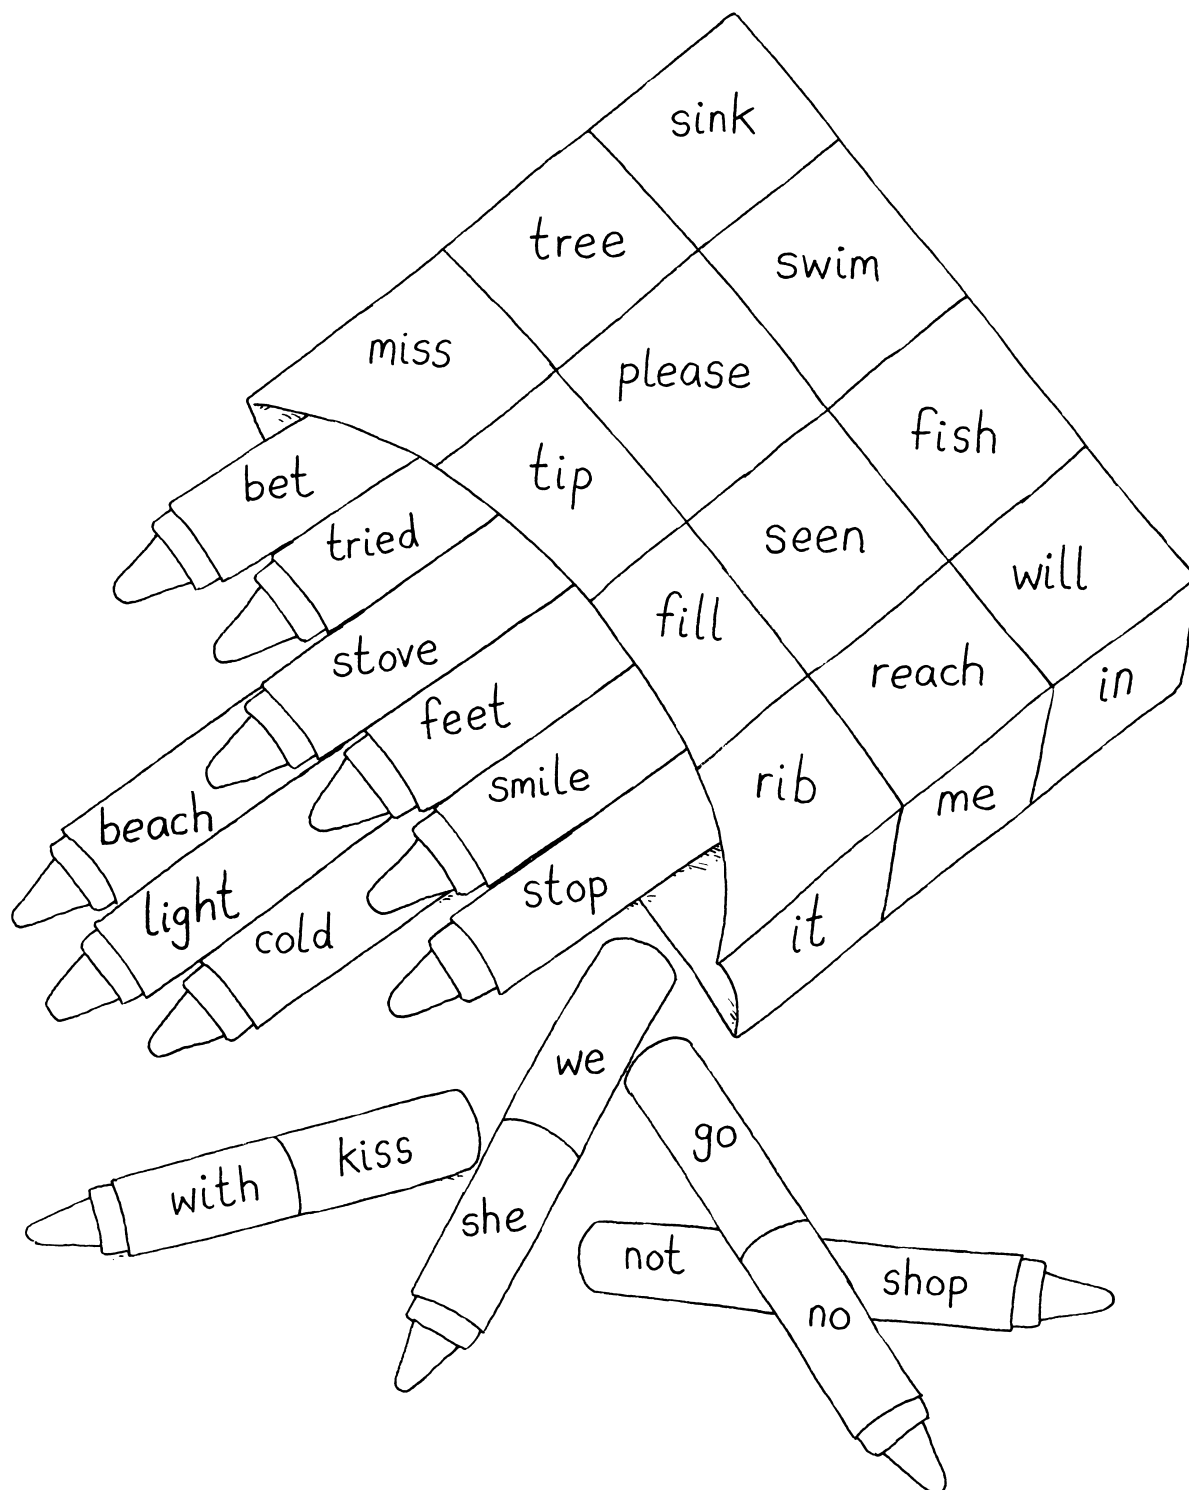 sink
tree
swim
miss
please
fish
tip
seen
will
bet
tried
fill
reach
in
stove
feet
rib
me
smile
beach
stop
it
light
cold
we
go
kiss
with
she
not
shop
no